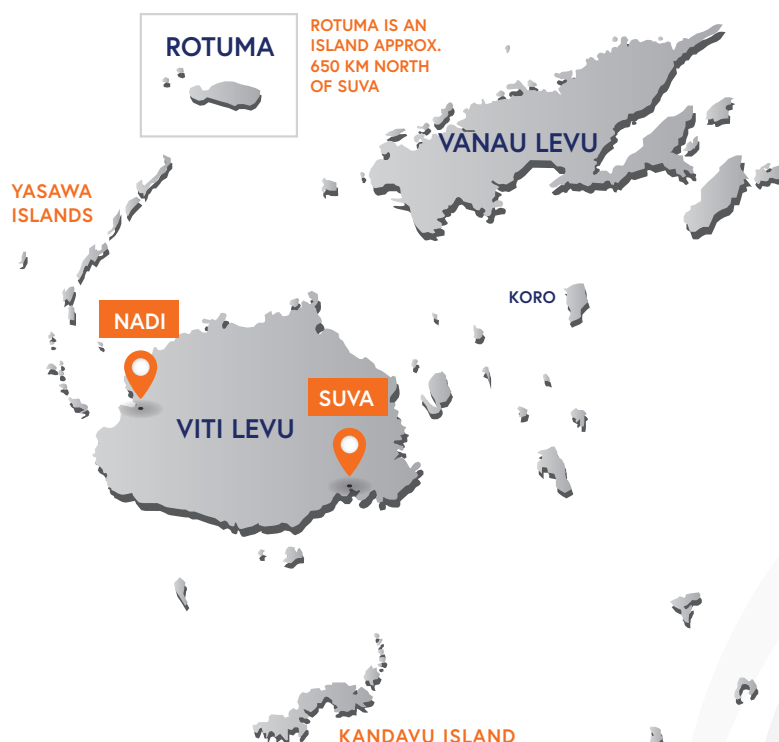 ROTUMA
ROTUMA IS AN
ISLAND APPROX.
650 KM NORTH
OF SUVA
VANAU LEVU
YASAWA
ISLANDS
KORO
NADI
SUVA
VITI LEVU
KANDAVU ISLAND